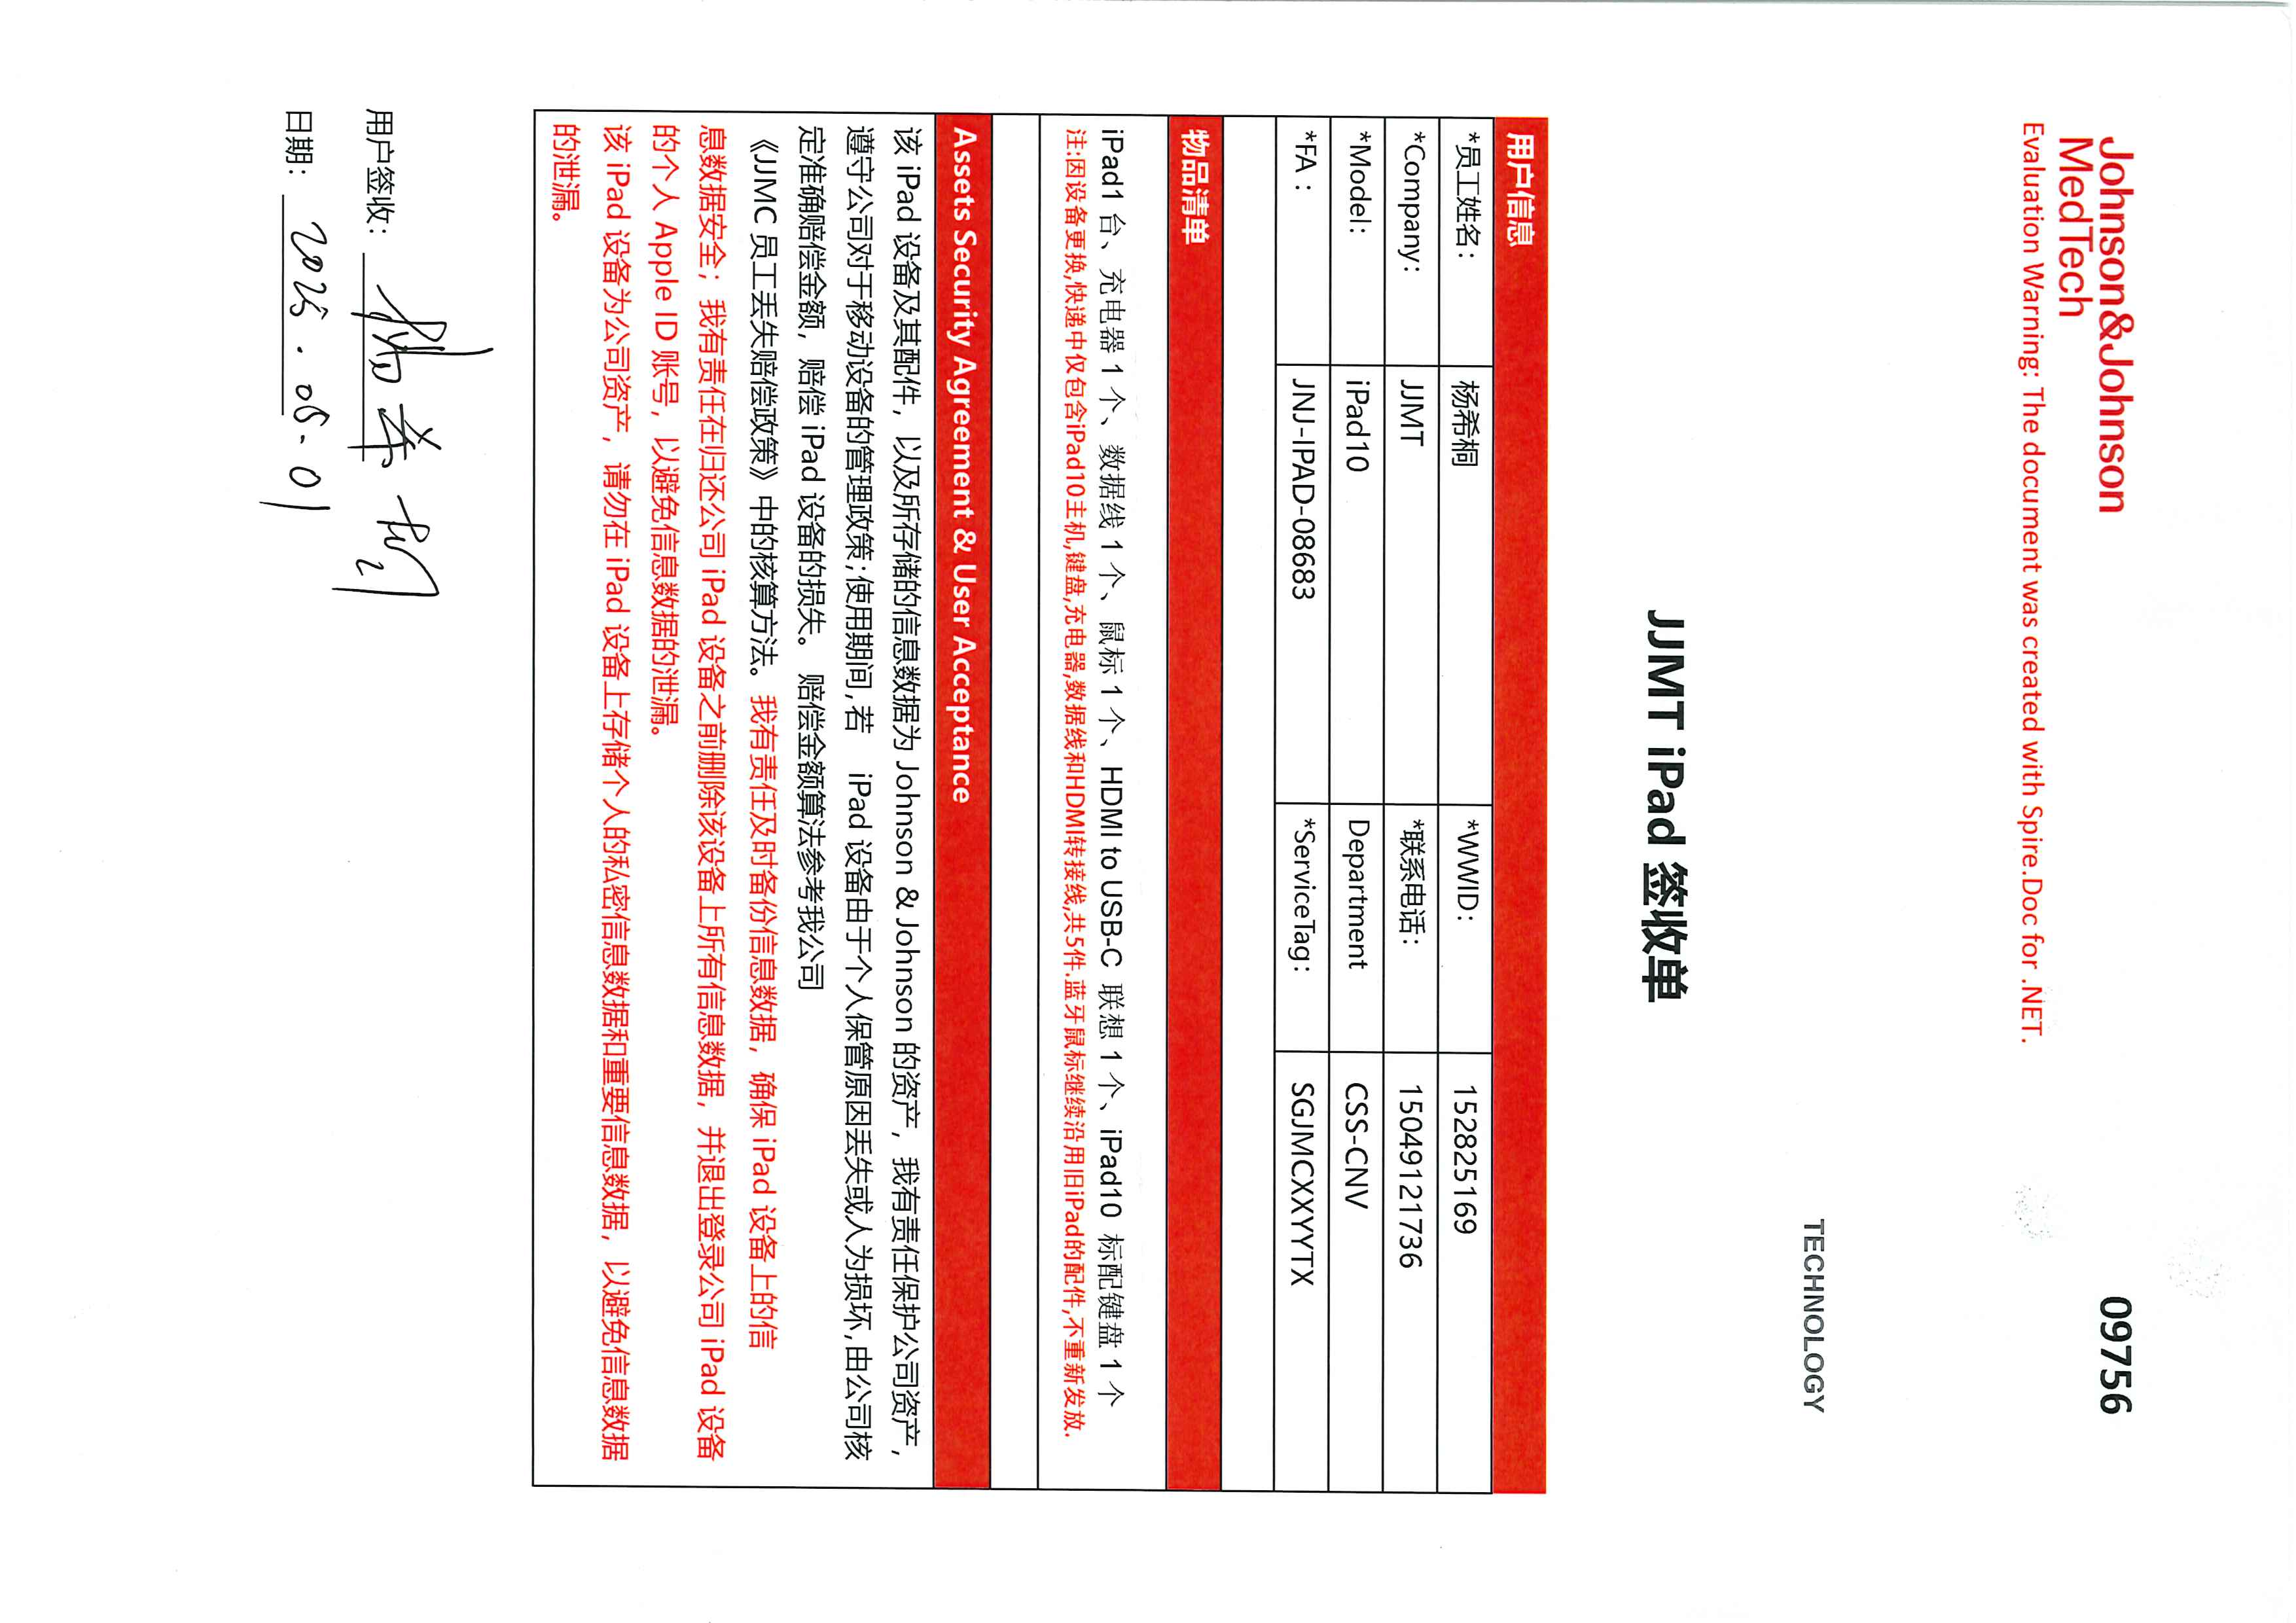 Johnson&Johnson
MedTech
09756
Evaluation Warning: The document was created with Spire.Doc for .NET.
TECHNOLOGY
JJMT iPad 签收单
用户信息
*员工姓名: 杨希桐 *WWID: 152825169
*Company: JJMT *联系电话: 15049121736
*Model: iPad10 Department CSS-CNV
*FA : JNJ-IPAD-08683 *ServiceTag: SGJMCXXYYTX
物品清单
iPad1 台、充电器 1 个、数据线 1 个、鼠标 1 个、HDMI to USB-C 联想 1 个、iPad10 标配键盘 1 个
注:因设备更换,快递中仅包含iPad10主机,键盘,充电器,数据线和HDMI转接线,共5件.蓝牙鼠标继续沿用旧iPad的配件,不重新发放.
Assets Security Agreement & User Acceptance
该 iPad 设备及其配件，以及所存储的信息数据为 Johnson & Johnson 的资产，我有责任保护公司资产，
遵守公司对于移动设备的管理政策;使用期间,若 iPad 设备由于个人保管原因丢失或人为损坏,由公司核
定准确赔偿金额，赔偿 iPad 设备的损失。 赔偿金额算法参考我公司
《JJMC 员工丢失赔偿政策》中的核算方法。我有责任及时备份信息数据，确保 iPad 设备上的信
息数据安全；我有责任在归还公司 iPad 设备之前删除该设备上所有信息数据，并退出登录公司 iPad 设备
的个人 Apple ID 账号，以避免信息数据的泄漏。
该 iPad 设备为公司资产，请勿在 iPad 设备上存储个人的私密信息数据和重要信息数据，以避免信息数据
的泄漏。
用户签收: 杨希桐
日期: 2025.05.01